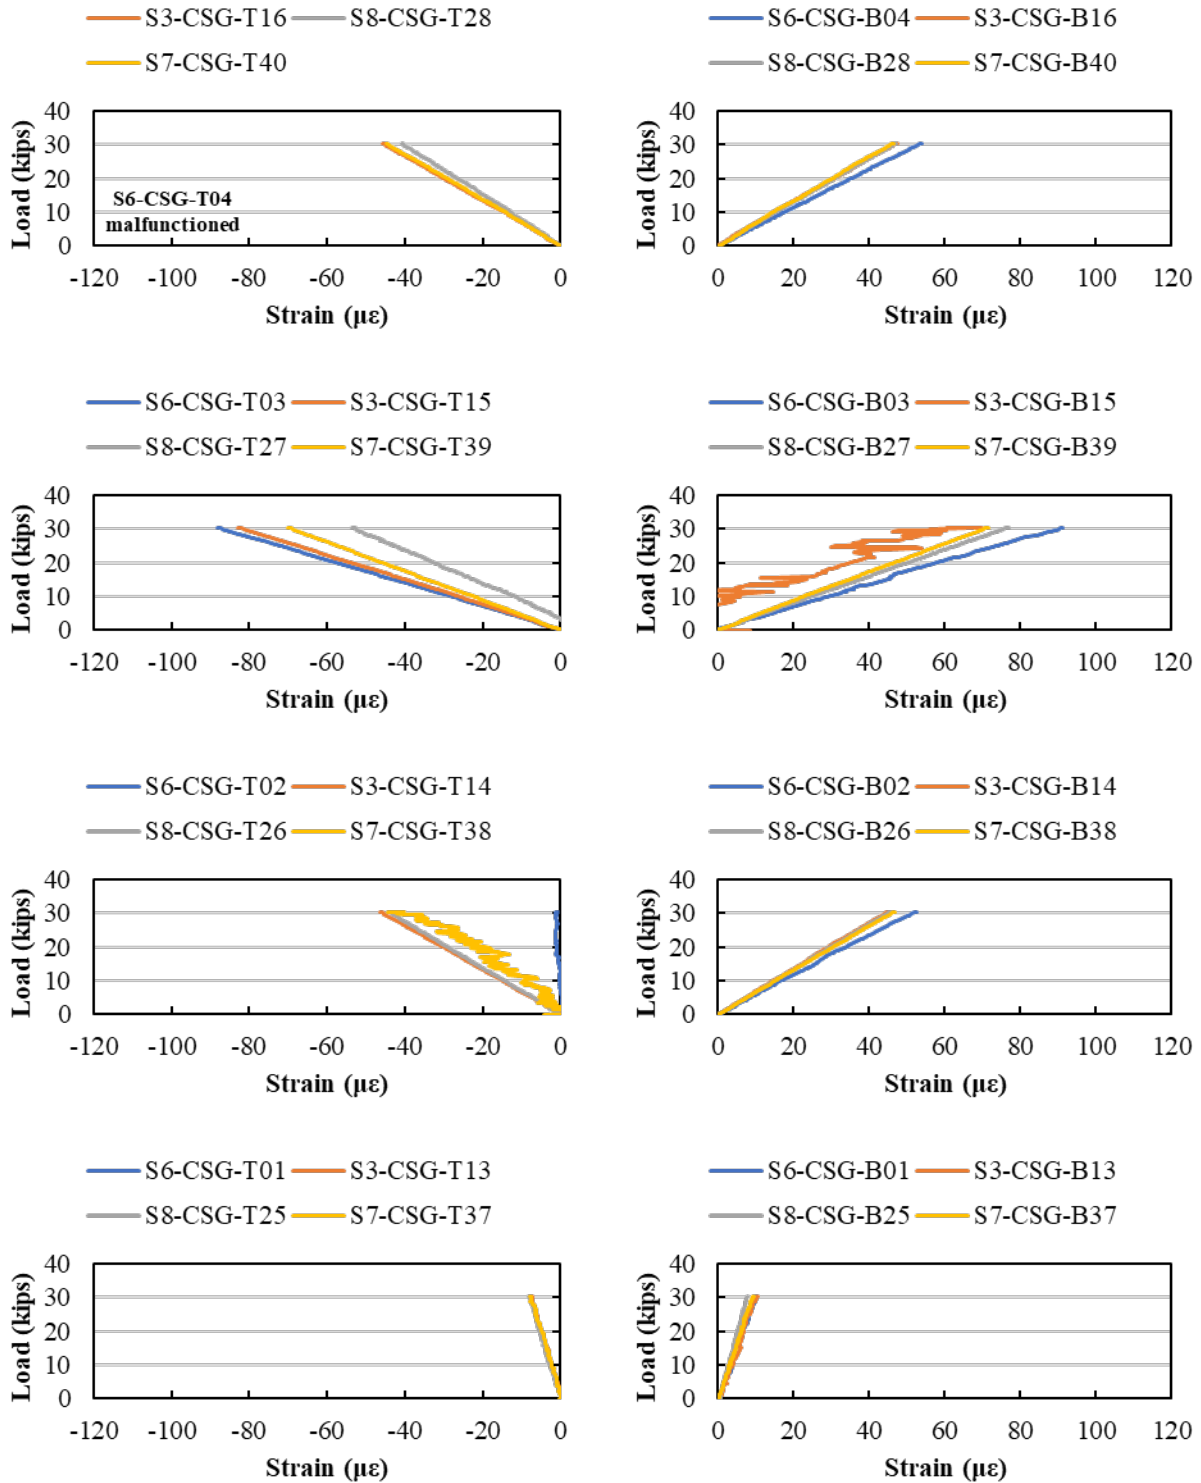 S3-CSG-T16 S8-CSG-T28
S7-CSG-T40
Load (kips)
40
30
20
10
0
S6-CSG-T04
malfunctioned
-120 -100 -80 -60 -40 -20 0
Strain (με)
S6-CSG-B04 S3-CSG-B16
S8-CSG-B28 S7-CSG-B40
Load (kips)
40
30
20
10
0
0 20 40 60 80 100 120
Strain (με)
S6-CSG-T03 S3-CSG-T15
S8-CSG-T27 S7-CSG-T39
Load (kips)
40
30
20
10
0
-120 -100 -80 -60 -40 -20 0
Strain (με)
S6-CSG-B03 S3-CSG-B15
S8-CSG-B27 S7-CSG-B39
Load (kips)
40
30
20
10
0
0 20 40 60 80 100 120
Strain (με)
S6-CSG-T02 S3-CSG-T14
S8-CSG-T26 S7-CSG-T38
Load (kips)
40
30
20
10
0
-120 -100 -80 -60 -40 -20 0
Strain (με)
S6-CSG-B02 S3-CSG-B14
S8-CSG-B26 S7-CSG-B38
Load (kips)
40
30
20
10
0
0 20 40 60 80 100 120
Strain (με)
S6-CSG-T01 S3-CSG-T13
S8-CSG-T25 S7-CSG-T37
Load (kips)
40
30
20
10
0
-120 -100 -80 -60 -40 -20 0
Strain (με)
S6-CSG-B01 S3-CSG-B13
S8-CSG-B25 S7-CSG-B37
Load (kips)
40
30
20
10
0
0 20 40 60 80 100 120
Strain (με)